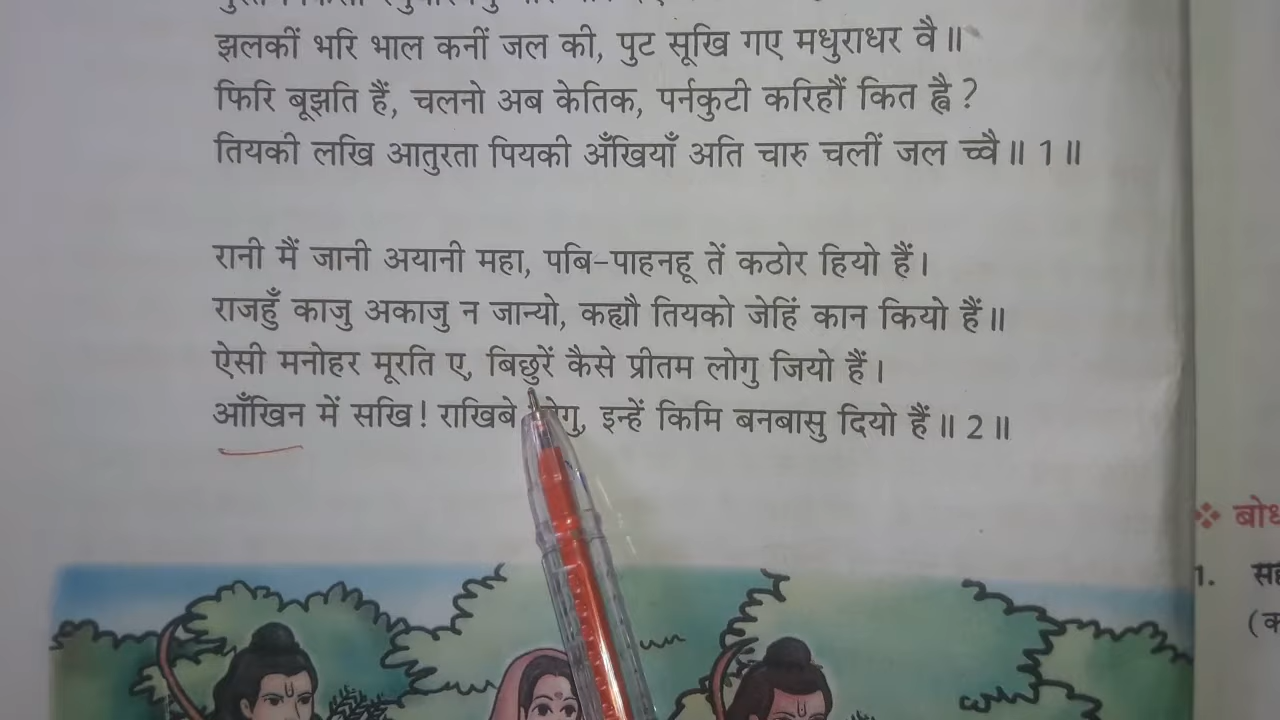 झलकीं भरि भाल कनीं जल की, पुट सूखि गए मधुराधर वै॥
फिरि बूझति हैं, चलनो अब केतिक, पर्नकुटी करिहौं कित ह्वै ?
तियकी लखि आतुरता पियकी अँखियाँ अति चारु चलीं जल च्वै॥ 1॥
रानी मैं जानी अयानी महा, पबि-पाहनहू तें कठोर हियो हैं।
राजहुँ काजु अकाजु न जान्यो, कह्यौ तियको जेहिं कान कियो हैं॥
ऐसी मनोहर मूरति ए, बिछुरें कैसे प्रीतम लोगु जियो हैं।
आँखिन में सखि! राखिबे इन्हें किमि बनबासु दियो हैं॥ 2॥
1.